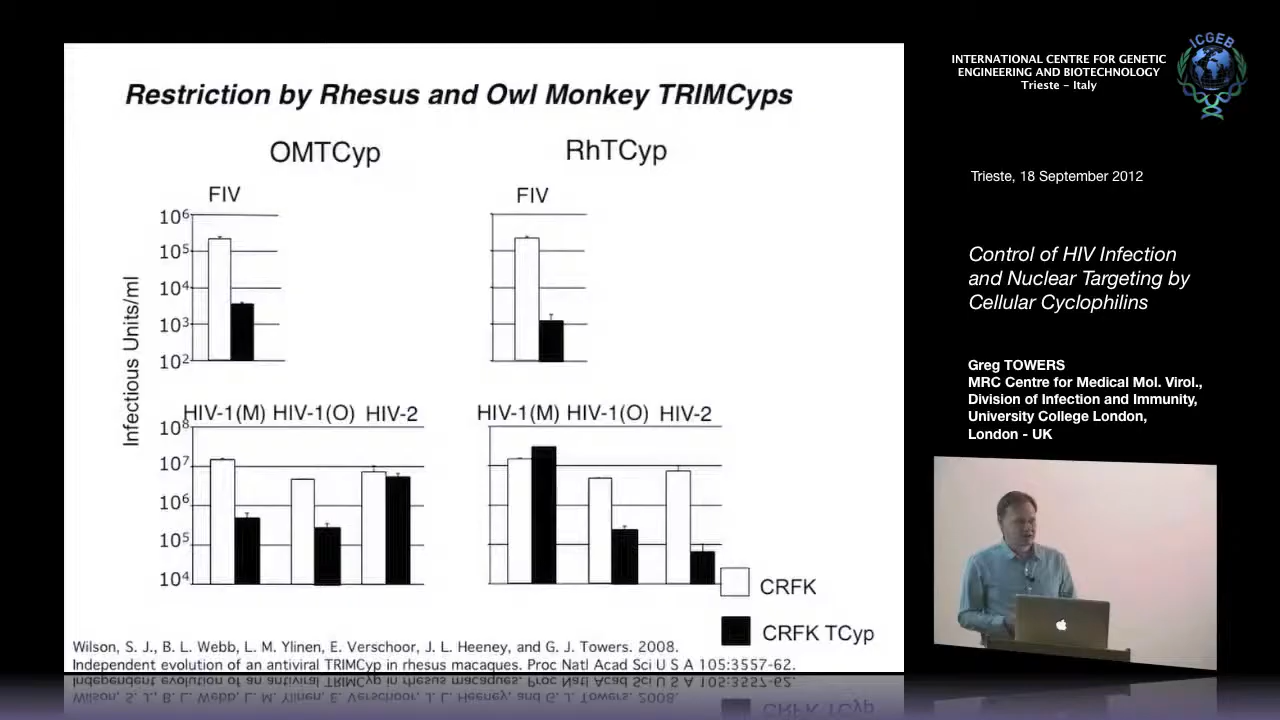 Restriction by Rhesus and Owl Monkey TRIMCyps
OMTCyp
RhTCyp
FIV
FIV
10⁶
10⁵
10⁴
10³
10²
Infectious Units/ml
HIV-1(M) HIV-1(O) HIV-2
HIV-1(M) HIV-1(O) HIV-2
10⁸
10⁷
10⁶
10⁵
10⁴
CRFK
CRFK TCyp
Wilson, S. J., B. L. Webb, L. M. Ylinen, E. Verschoor, J. L. Heeney, and G. J. Towers. 2008.
Independent evolution of an antiviral TRIMCyp in rhesus macaques. Proc Natl Acad Sci U S A 105:3557-62.
ICGEB
INTERNATIONAL CENTRE FOR GENETIC
ENGINEERING AND BIOTECHNOLOGY
Trieste - Italy
Trieste, 18 September 2012
Control of HIV Infection
and Nuclear Targeting by
Cellular Cyclophilins
Greg TOWERS
MRC Centre for Medical Mol. Virol.,
Division of Infection and Immunity,
University College London,
London - UK